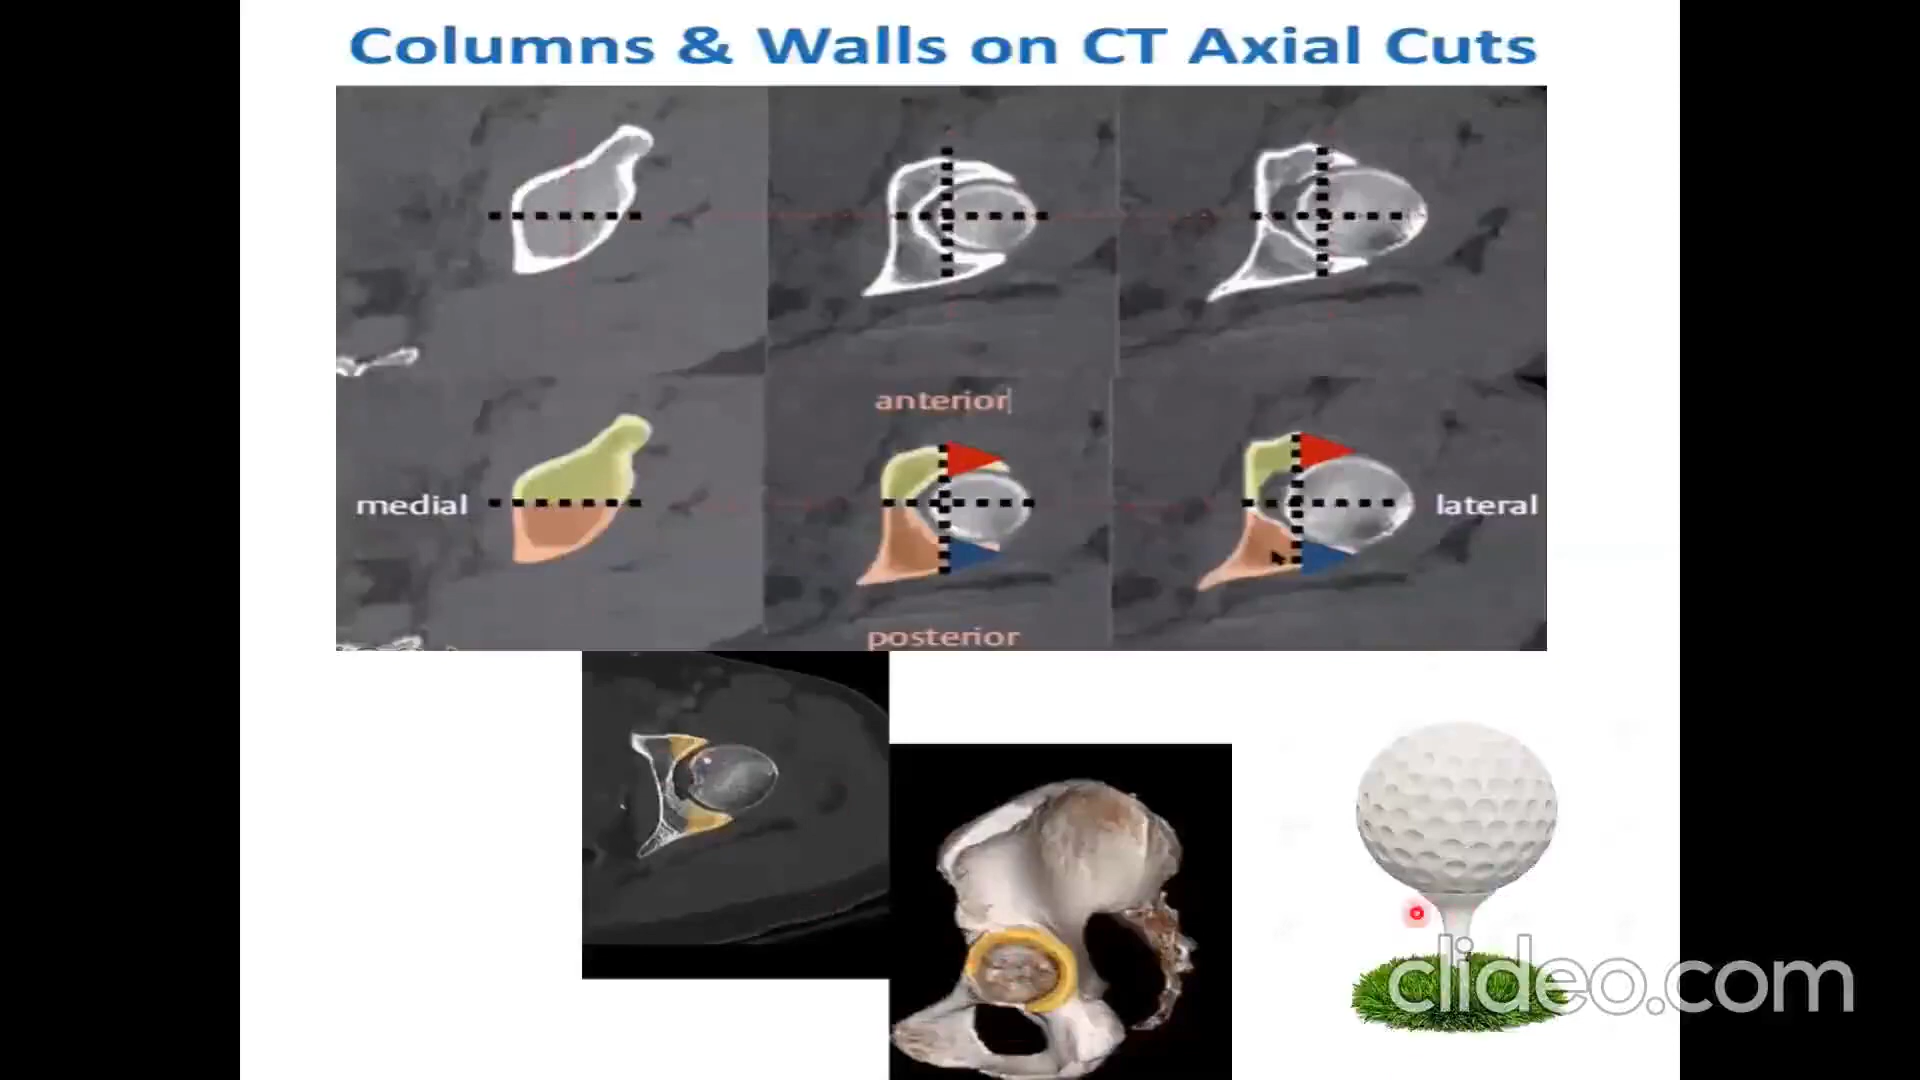 Columns & Walls on CT Axial Cuts
anterior
medial
lateral
posterior
clideo.com